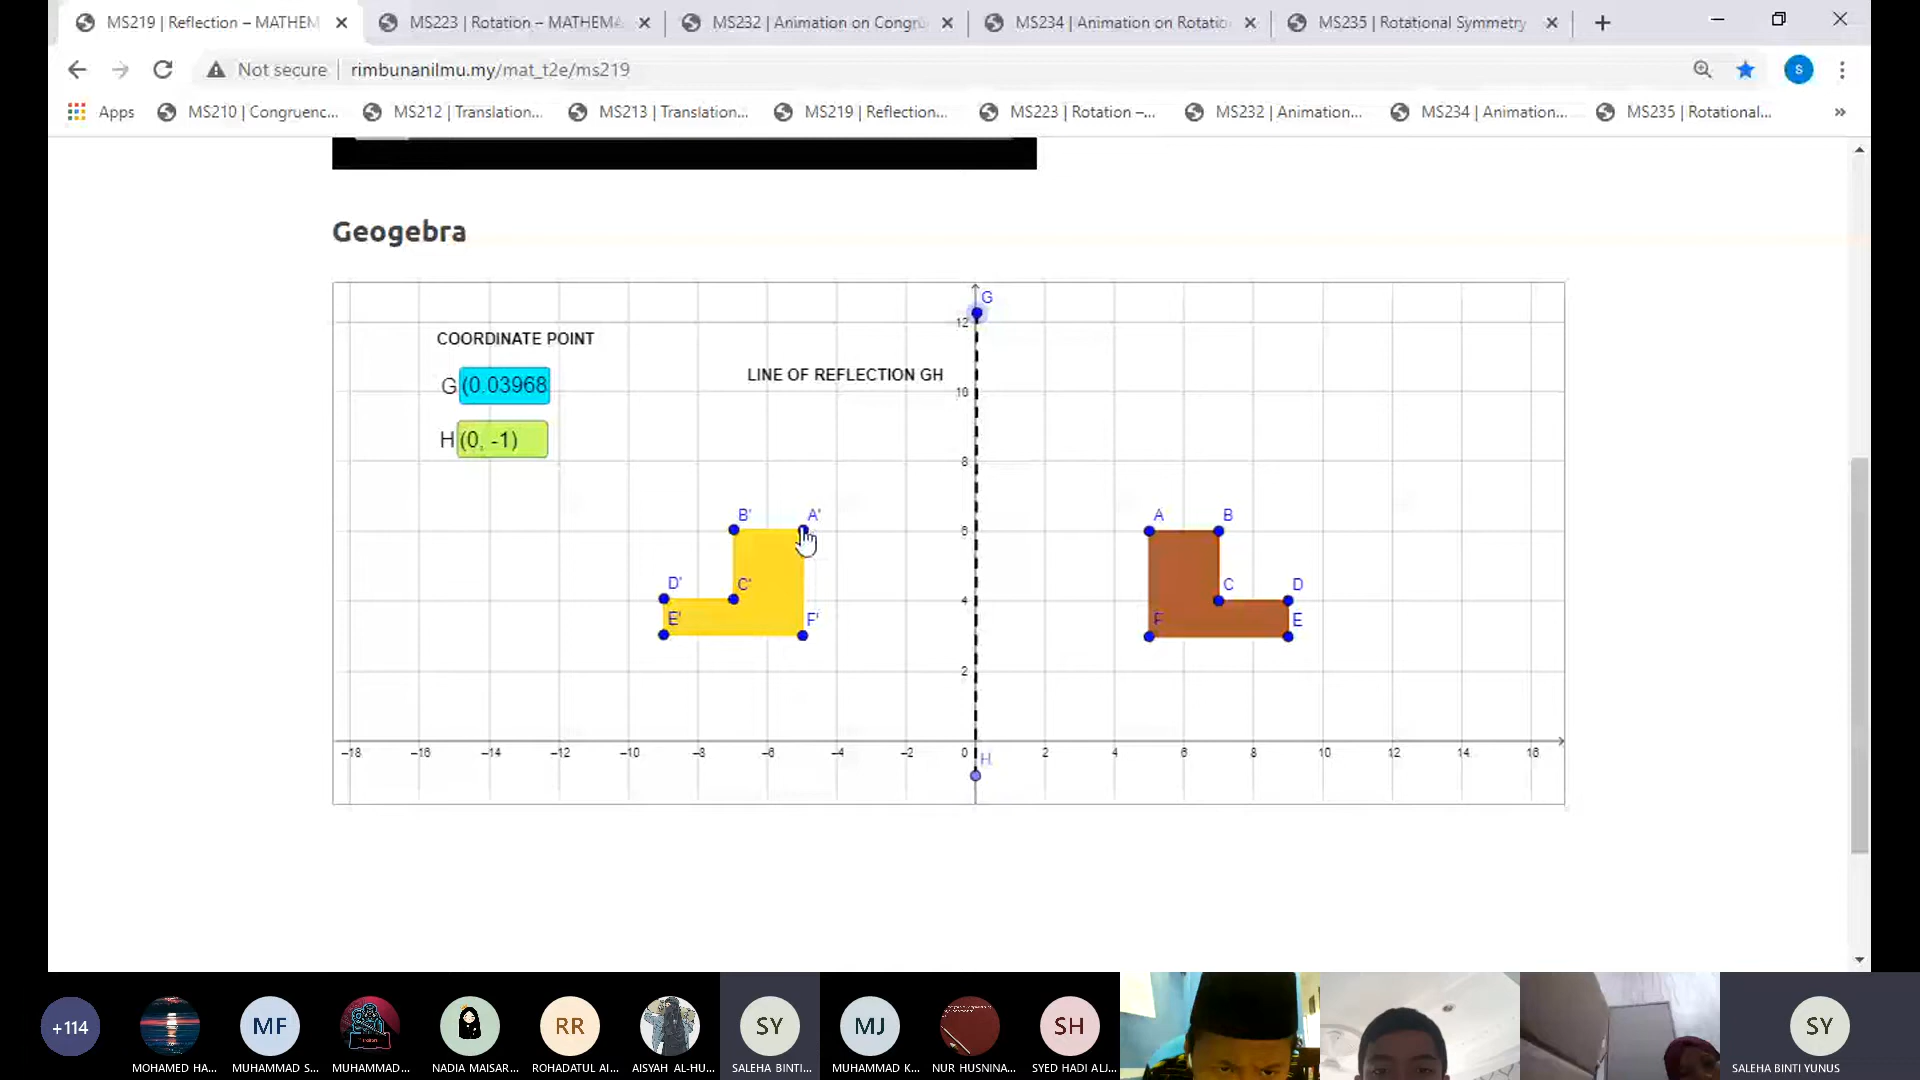 MS219 | Reflection – MATHEM
MS223 | Rotation – MATHEMA
MS232 | Animation on Congru
MS234 | Animation on Rotatio
MS235 | Rotational Symmetry
Not secure
rimbunanilmu.my/mat_t2e/ms219
S
Apps
MS210 | Congruenc...
MS212 | Translation...
MS213 | Translation...
MS219 | Reflection...
MS223 | Rotation –...
MS232 | Animation...
MS234 | Animation...
MS235 | Rotational...
»
Geogebra
G
12
COORDINATE POINT
LINE OF REFLECTION GH
G (0.03968
10
H (0, -1)
8
B' A' A B
6
D' C' C D
4
E' F' F E
2
–18 –16 –14 –12 –10 –8 –6 –4 –2 0 2 4 6 8 10 12 14 16
H
+114
MF
RR
SY
MJ
SH
SY
MOHAMED HA...
MUHAMMAD S...
MUHAMMAD...
NADIA MAISAR...
ROHADATUL AI...
AISYAH AL-HU...
SALEHA BINTI...
MUHAMMAD K...
NUR HUSNINA...
SYED HADI ALJ...
SALEHA BINTI YUNUS